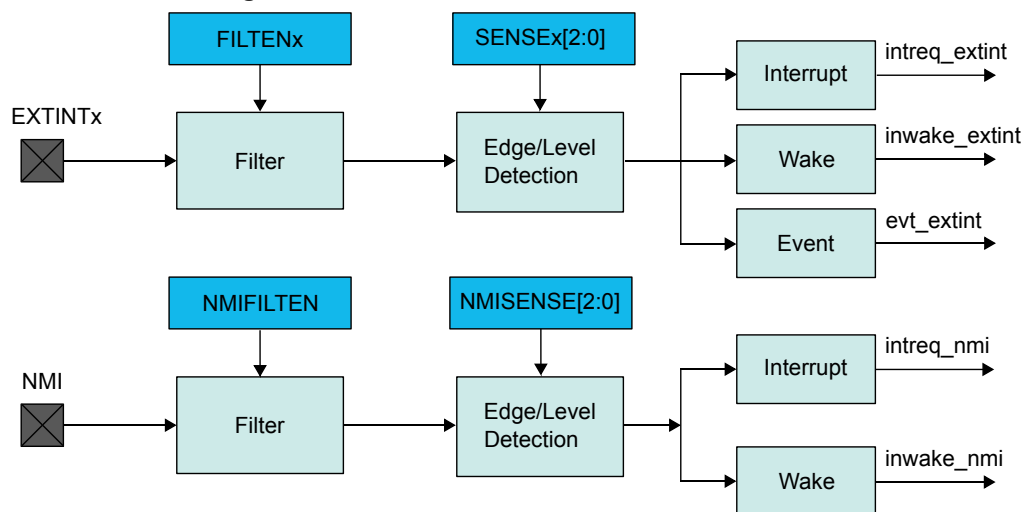 FILTENx
SENSEx[2:0]
EXTINTx
Filter
Edge/Level
Detection
Interrupt
intreq_extint
Wake
inwake_extint
Event
evt_extint
NMIFILTEN
NMISENSE[2:0]
NMI
Filter
Edge/Level
Detection
Interrupt
intreq_nmi
Wake
inwake_nmi